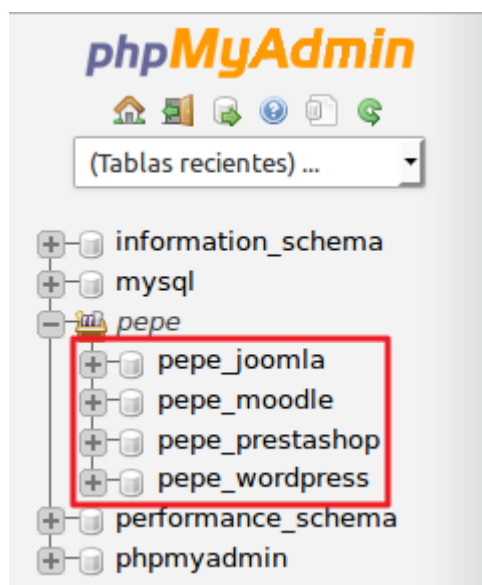 phpMyAdmin
(Tablas recientes) ...
information_schema
mysql
pepe
pepe_joomla
pepe_moodle
pepe_prestashop
pepe_wordpress
performance_schema
phpmyadmin